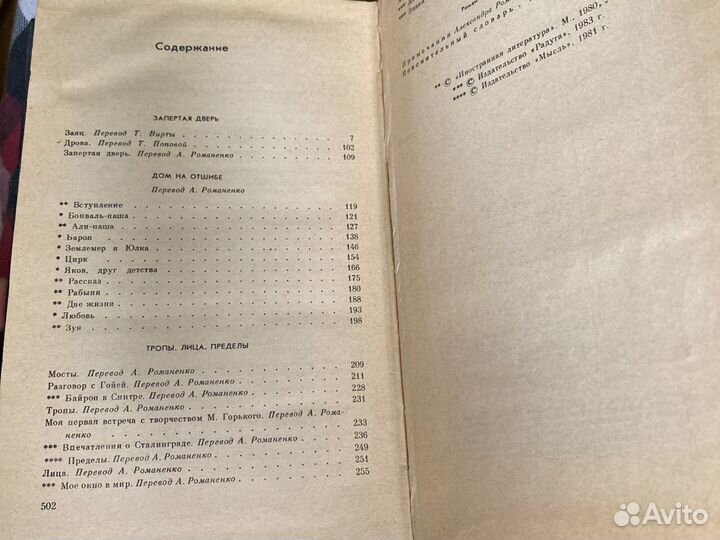 Содержание
ЗАПЕРТАЯ ДВЕРЬ
Заяц. Перевод Т. Вирты 7
Дрова. Перевод Т. Поповой 102
Запертая дверь. Перевод А. Романенко 109
ДОМ НА ОТШИБЕ
Перевод А. Романенко
** Вступление 119
* Бонваль-паша 121
** Али-паша 127
* Барон 138
* Землемер и Юлка 146
* Цирк 154
* Яков, друг детства 166
** Рассказ 175
** Рабыня 180
** Две жизни 188
* Любовь 193
** Зуя 198
ТРОПЫ. ЛИЦА. ПРЕДЕЛЫ
Мосты. Перевод А. Романенко 209
Разговор с Гойей. Перевод А. Романенко 211
*** Байрон в Синтре. Перевод А. Романенко 228
Тропы. Перевод А. Романенко 231
Моя первая встреча с творчеством М. Горького. Перевод А. Рома-
ненко 233
*** Впечатления о Сталинграде. Перевод А. Романенко 236
**** Пределы. Перевод А. Романенко 249
Лица. Перевод А. Романенко 251
*** Мое окно в мир. Перевод А. Романенко 255
502
Примечания Александра
Пояснительный словарь.
** © «Иностранная литература». М. 1980,
*** © Издательство «Радуга», 1983 г.
**** © Издательство «Мысль», 1981 г.
Avito